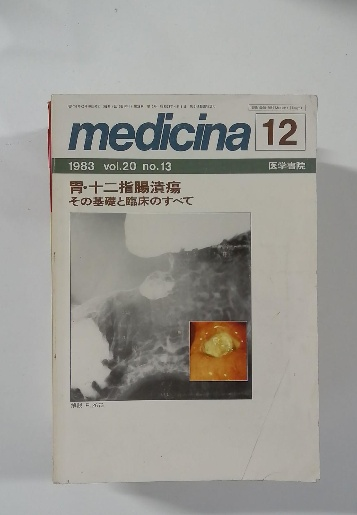 medicina 12
1983 vol.20 no.13 医学書院
胃・十二指腸潰瘍
その基礎と臨床のすべて